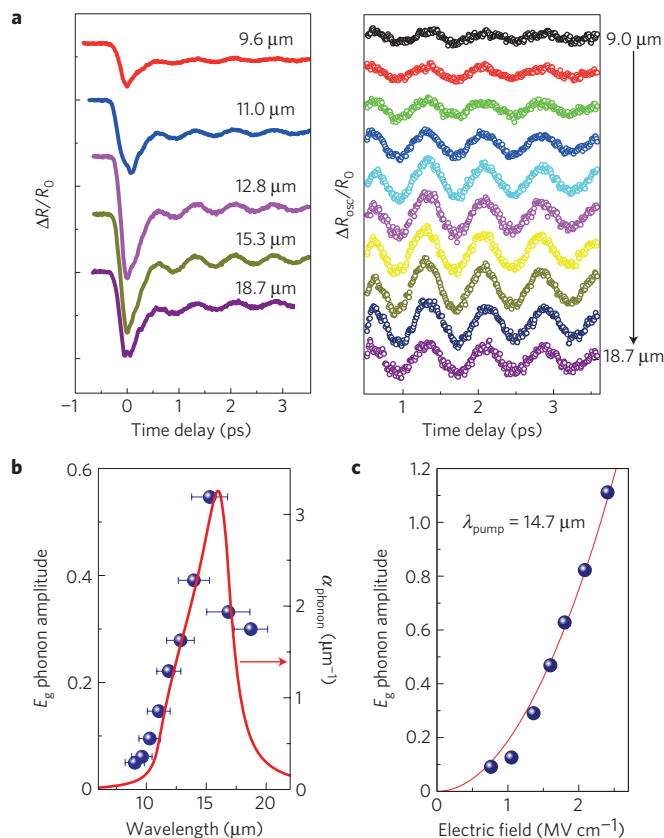 a
9.6 μm
11.0 μm
12.8 μm
15.3 μm
18.7 μm
ΔR/R0
−1 0 1 2 3
Time delay (ps)
9.0 μm
18.7 μm
ΔRosc/R0
1 2 3
Time delay (ps)
b
0.6
0.4
0.2
0
Eg phonon amplitude
3
2
1
0
αphonon (μm−1)
10 15 20
Wavelength (μm)
c
1.2
1.0
0.8
0.6
0.4
0.2
0
Eg phonon amplitude
λpump = 14.7 μm
0 1 2
Electric field (MV cm−1)